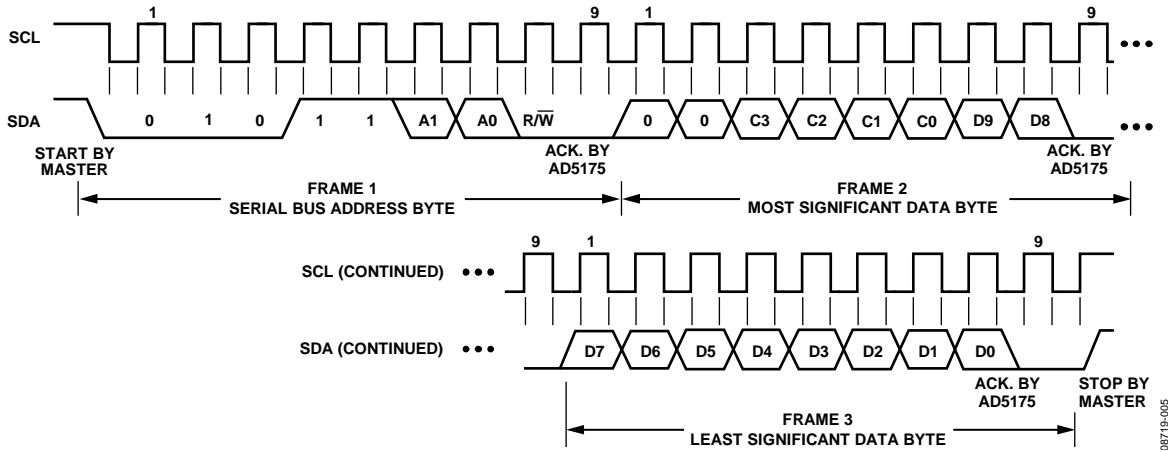 1 9 1 9
SCL
SDA 0 1 0 1 1 A1 A0 R/W̅ 0 0 C3 C2 C1 C0 D9 D8
START BY
MASTER
ACK. BY
AD5175
ACK. BY
AD5175
FRAME 1
SERIAL BUS ADDRESS BYTE
FRAME 2
MOST SIGNIFICANT DATA BYTE
9 1 9
SCL (CONTINUED)
SDA (CONTINUED) D7 D6 D5 D4 D3 D2 D1 D0
ACK. BY
AD5175
STOP BY
MASTER
FRAME 3
LEAST SIGNIFICANT DATA BYTE
08719-005